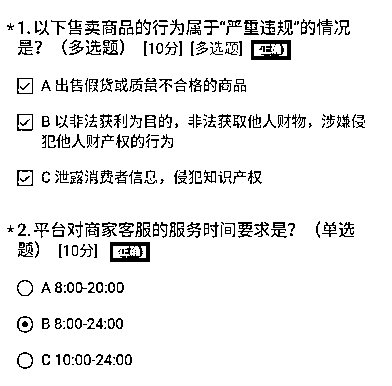 *1.以下售卖商品的行为属于“严重违规”的情况
是？（多选题） [10分] [多选题] 正确
A 出售假货或质量不合格的商品
B 以非法获利为目的，非法获取他人财物，涉嫌侵
犯他人财产权的行为
C 泄露消费者信息，侵犯知识产权
*2.平台对商家客服的服务时间要求是？（单选
题） [10分] 正确
A 8:00-20:00
B 8:00-24:00
C 10:00-24:00